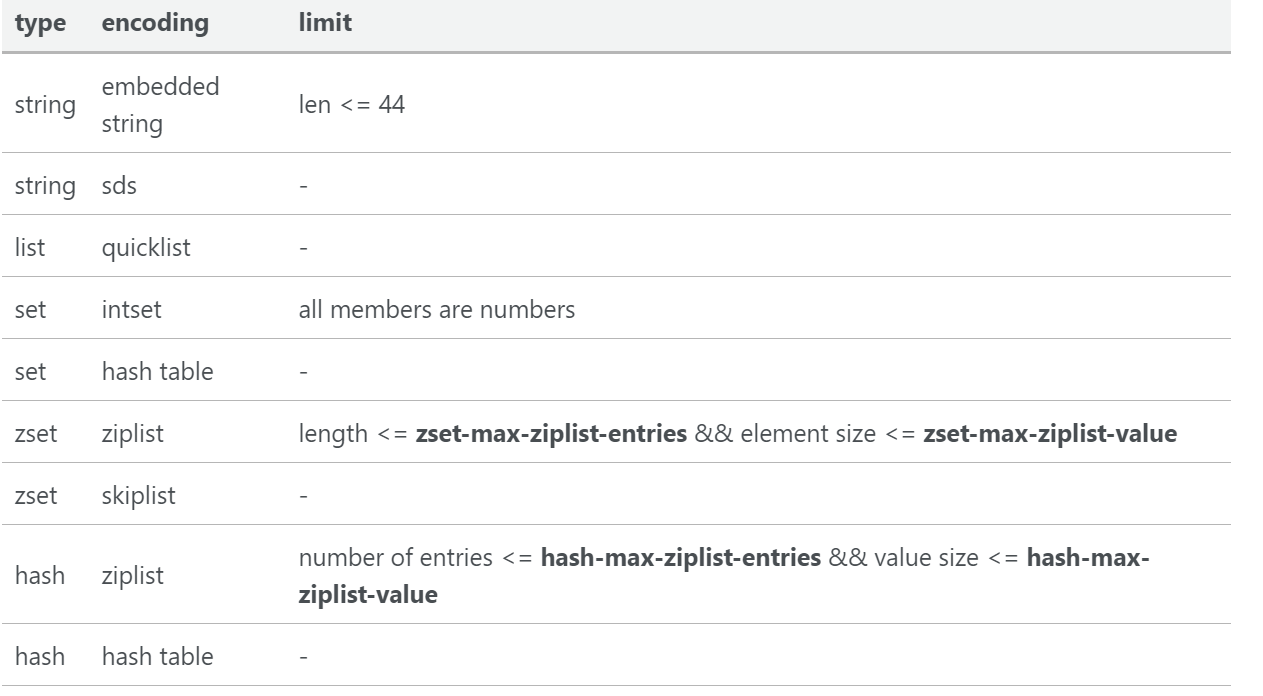 type encoding limit
string embedded string len <= 44
string sds -
list quicklist -
set intset all members are numbers
set hash table -
zset ziplist length <= zset-max-ziplist-entries && element size <= zset-max-ziplist-value
zset skiplist -
hash ziplist number of entries <= hash-max-ziplist-entries && value size <= hash-max-
ziplist-value
hash hash table -